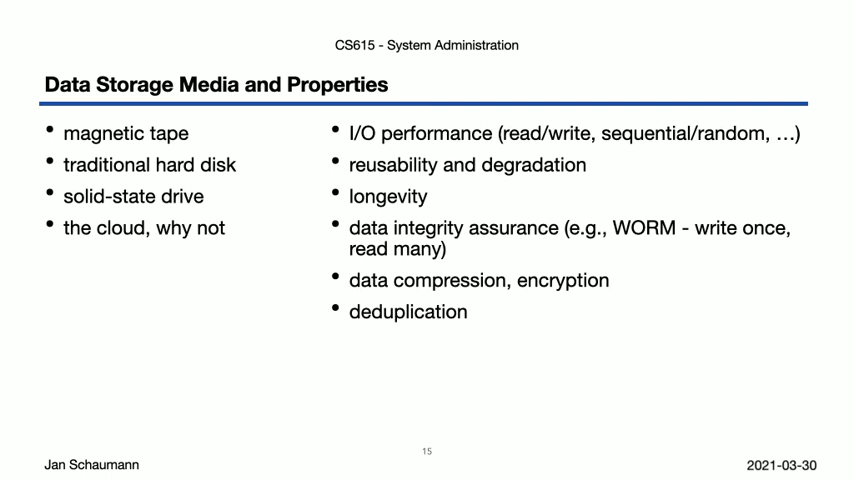 CS615 - System Administration
Data Storage Media and Properties
• magnetic tape
• traditional hard disk
• solid-state drive
• the cloud, why not
• I/O performance (read/write, sequential/random, …)
• reusability and degradation
• longevity
• data integrity assurance (e.g., WORM - write once,
read many)
• data compression, encryption
• deduplication
15
Jan Schaumann
2021-03-30